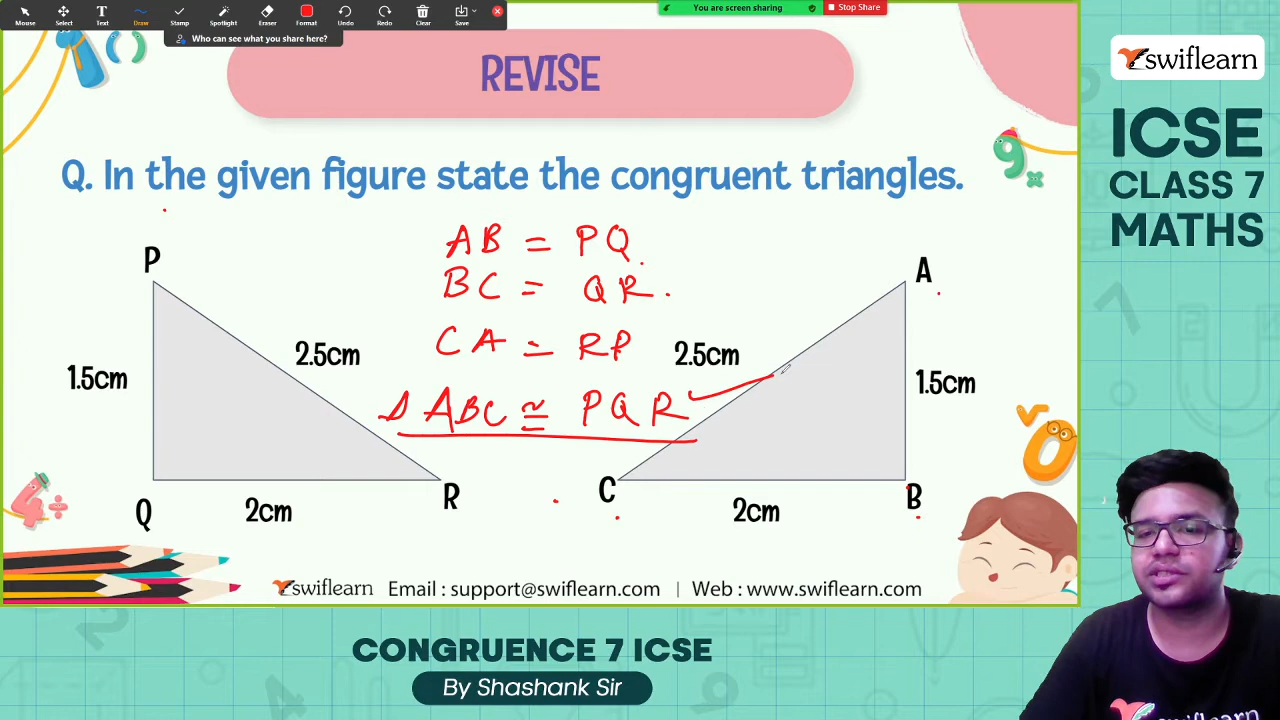 Mouse Select Text Draw Stamp Spotlight Eraser Format Undo Redo Clear Save
You are screen sharing Stop Share
Who can see what you share here?
REVISE
swiflearn
ICSE
CLASS 7
MATHS
Q. In the given figure state the congruent triangles.
AB = PQ
BC = QR
CA = RP
Δ ABC ≅ PQR
P
1.5cm
2.5cm
Q
2cm
R
A
2.5cm
1.5cm
C
2cm
B
swiflearn Email : support@swiflearn.com | Web : www.swiflearn.com
CONGRUENCE 7 ICSE
By Shashank Sir